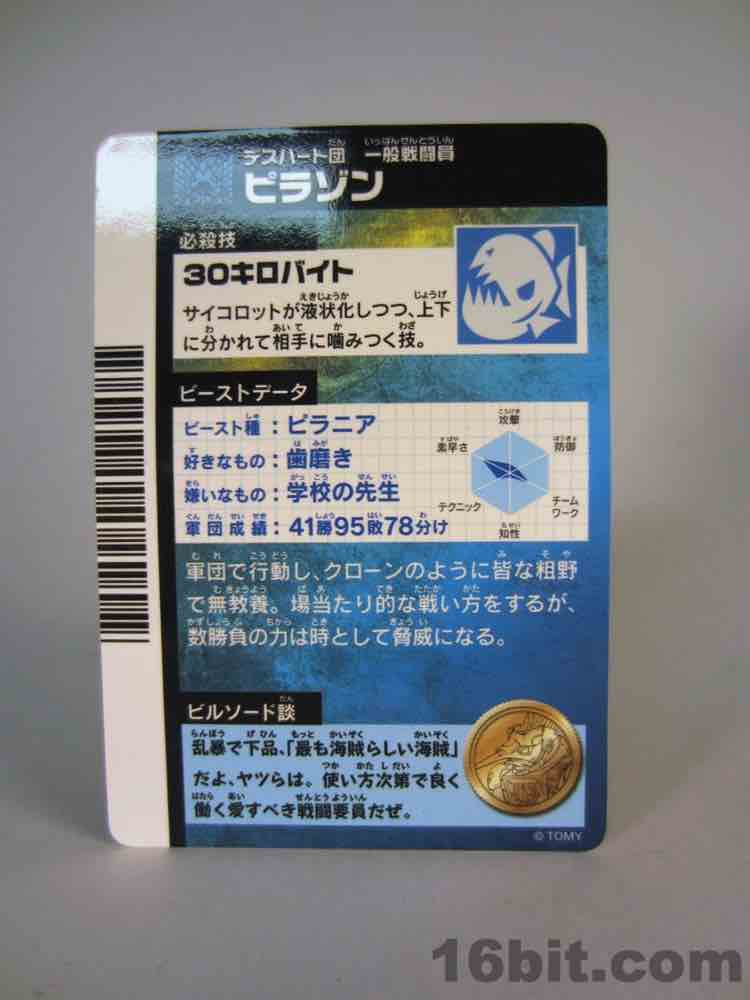 デスハート団 一般戦闘員
ピラゾン
必殺技
30キロバイト
サイコロットが液状化しつつ、上下
に分かれて相手に噛みつく技。
ビーストデータ
ビースト種：ピラニア
好きなもの：歯磨き
嫌いなもの：学校の先生
軍団成績：41勝95敗78分け
攻撃
素早さ
防御
テクニック
チーム
ワーク
知性
軍団で行動し、クローンのように皆な粗野
で無教養。場当たり的な戦い方をするが、
数勝負の力は時として脅威になる。
ビルソード談
乱暴で下品、「最も海賊らしい海賊」
だよ、ヤツらは。使い方次第で良く
働く愛すべき戦闘要員だぜ。
© TOMY
16bit.com